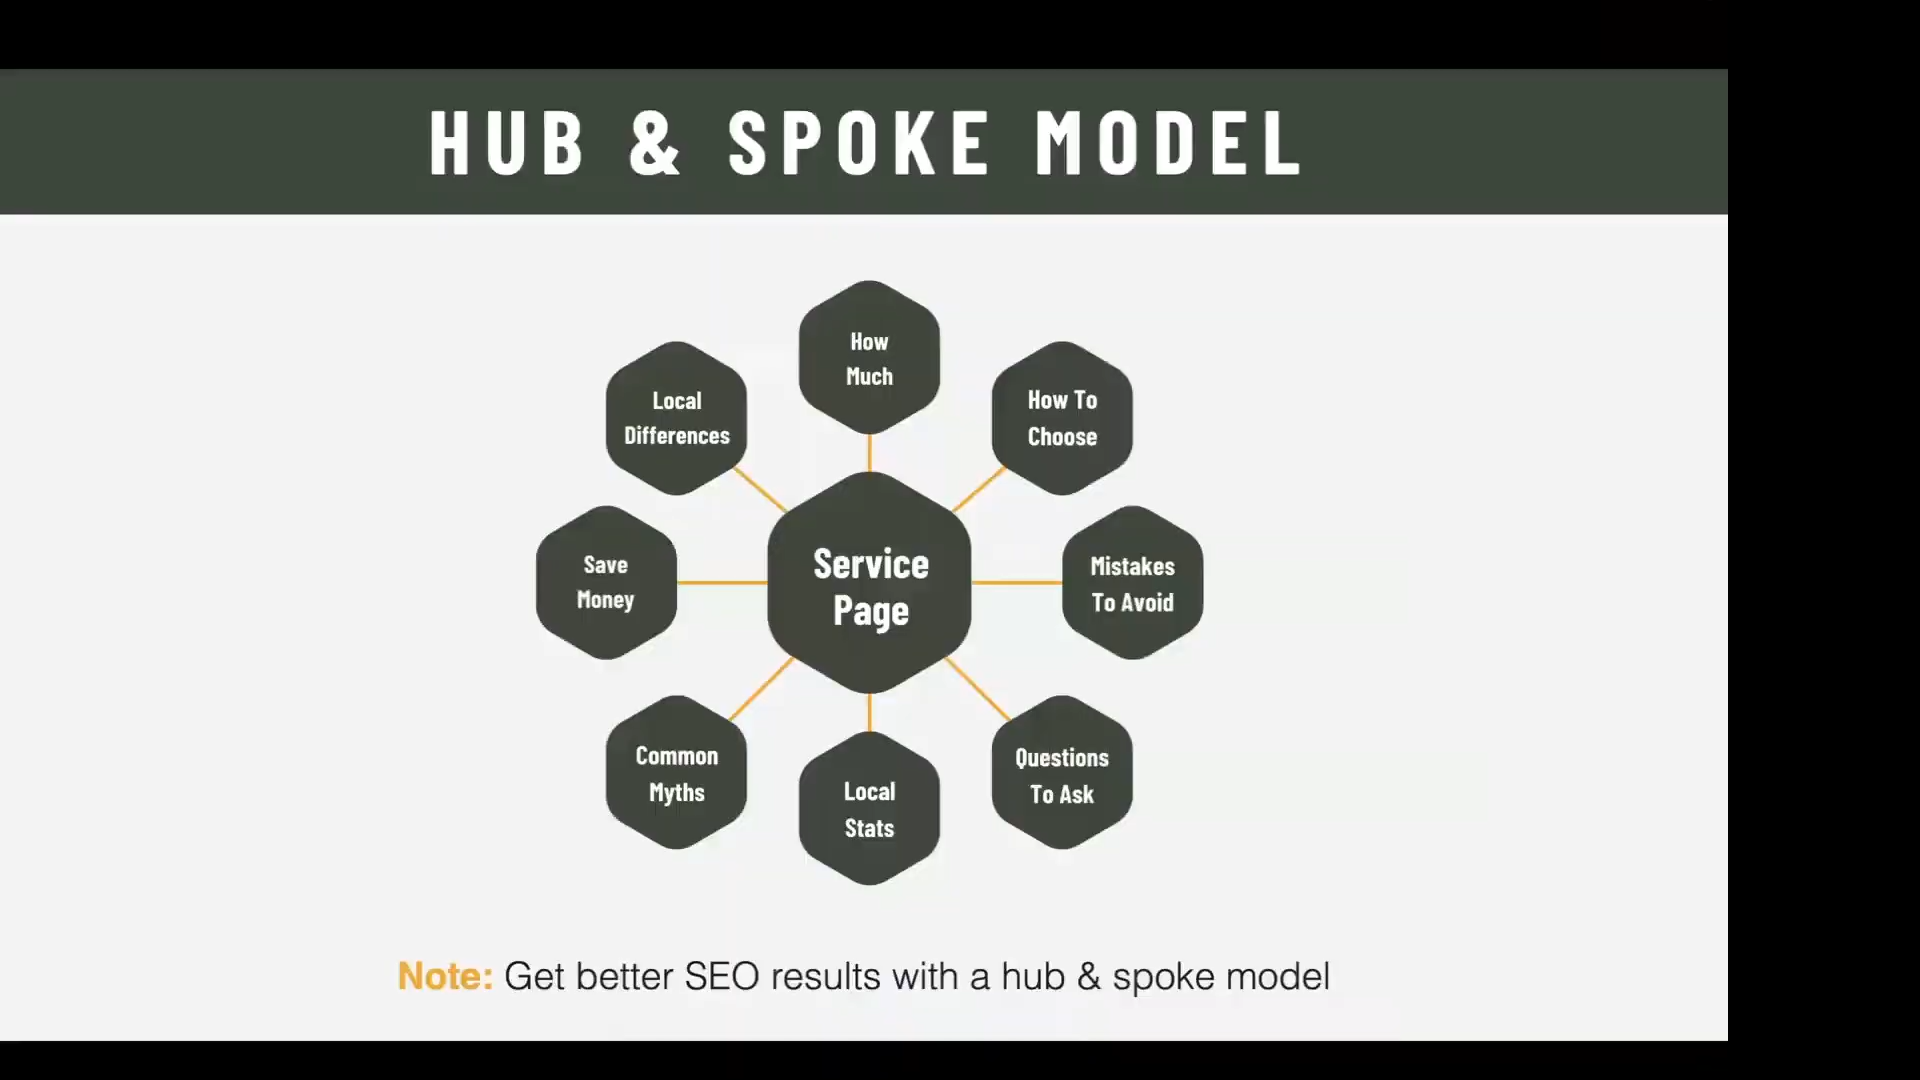 HUB & SPOKE MODEL
How
Much
How To
Choose
Mistakes
To Avoid
Questions
To Ask
Local
Stats
Common
Myths
Save
Money
Local
Differences
Service
Page
Note: Get better SEO results with a hub & spoke model